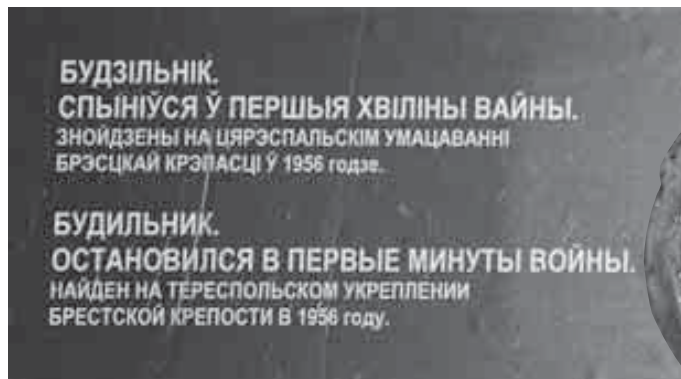 БУДЗІЛЬНІК.
СПЫНІЎСЯ Ў ПЕРШЫЯ ХВІЛІНЫ ВАЙНЫ.
ЗНОЙДЗЕНЫ НА ЦЯРЭСПАЛЬСКІМ УМАЦАВАННІ
БРЭСЦКАЙ КРЭПАСЦІ Ў 1956 годзе.
БУДИЛЬНИК.
ОСТАНОВИЛСЯ В ПЕРВЫЕ МИНУТЫ ВОЙНЫ.
НАЙДЕН НА ТЕРЕСПОЛЬСКОМ УКРЕПЛЕНИИ
БРЕСТСКОЙ КРЕПОСТИ В 1956 году.